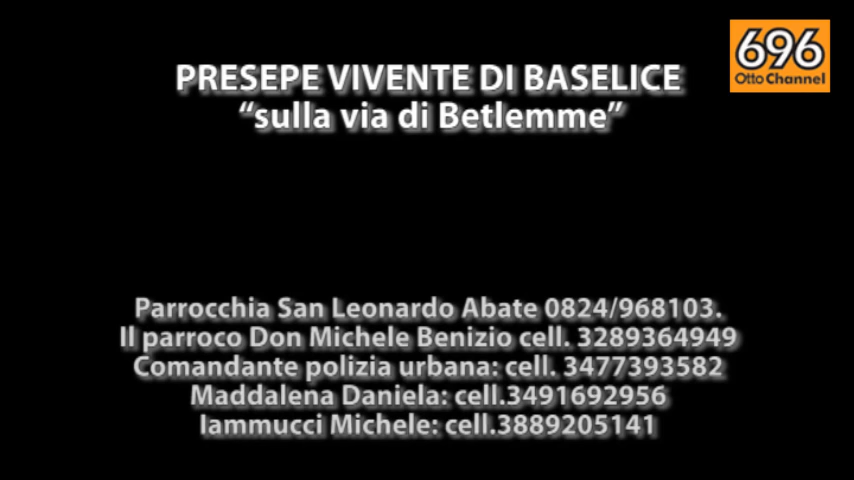 696
Otto Channel
PRESEPE VIVENTE DI BASELICE
“sulla via di Betlemme”
Parrocchia San Leonardo Abate 0824/968103.
Il parroco Don Michele Benizio cell. 3289364949
Comandante polizia urbana: cell. 3477393582
Maddalena Daniela: cell.3491692956
Iammucci Michele: cell.3889205141